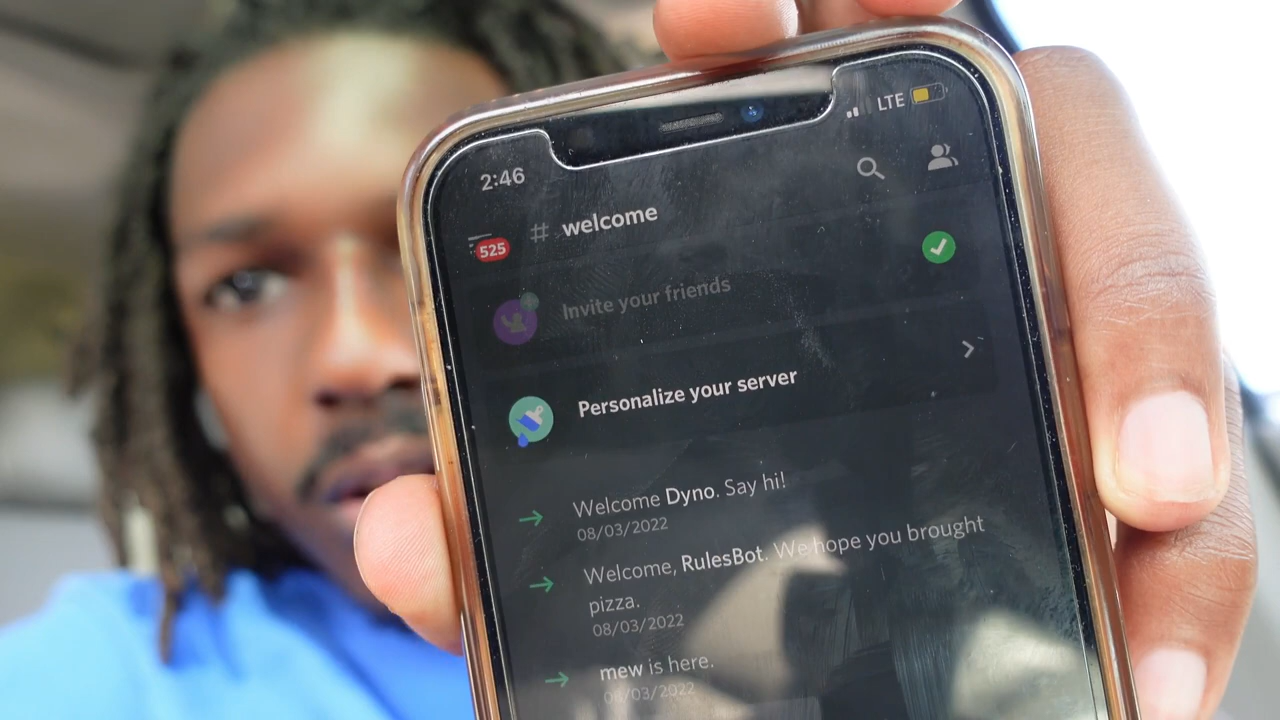 2:46
LTE
525
# welcome
Invite your friends
Personalize your server
Welcome Dyno. Say hi!
08/03/2022
Welcome, RulesBot. We hope you brought
pizza.
08/03/2022
mew is here.
08/03/2022